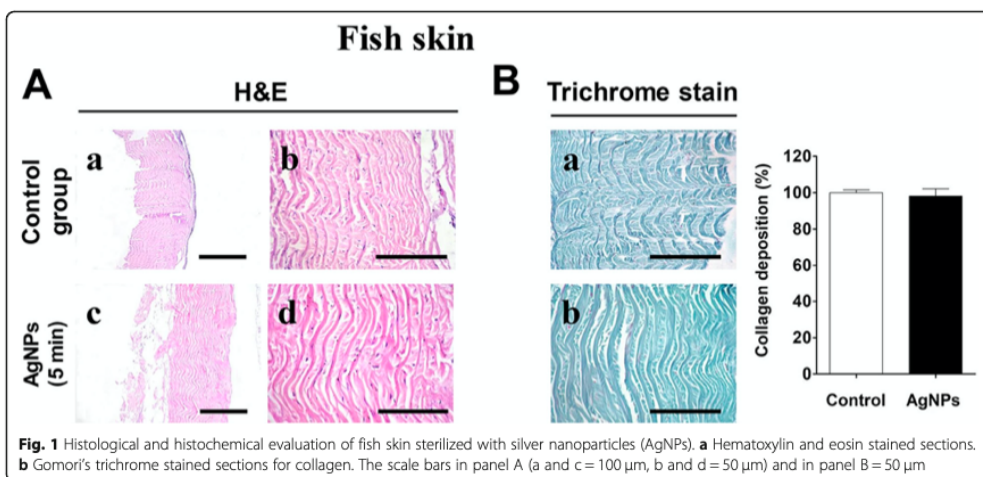 Fish skin
A
H&E
B
Trichrome stain
Control
group
a
b
a
AgNPs
(5 min)
c
d
b
Collagen deposition (%)
120
100
80
60
40
20
0
Control AgNPs
Fig. 1 Histological and histochemical evaluation of fish skin sterilized with silver nanoparticles (AgNPs). a Hematoxylin and eosin stained sections.
b Gomori's trichrome stained sections for collagen. The scale bars in panel A (a and c = 100 μm, b and d = 50 μm) and in panel B = 50 μm